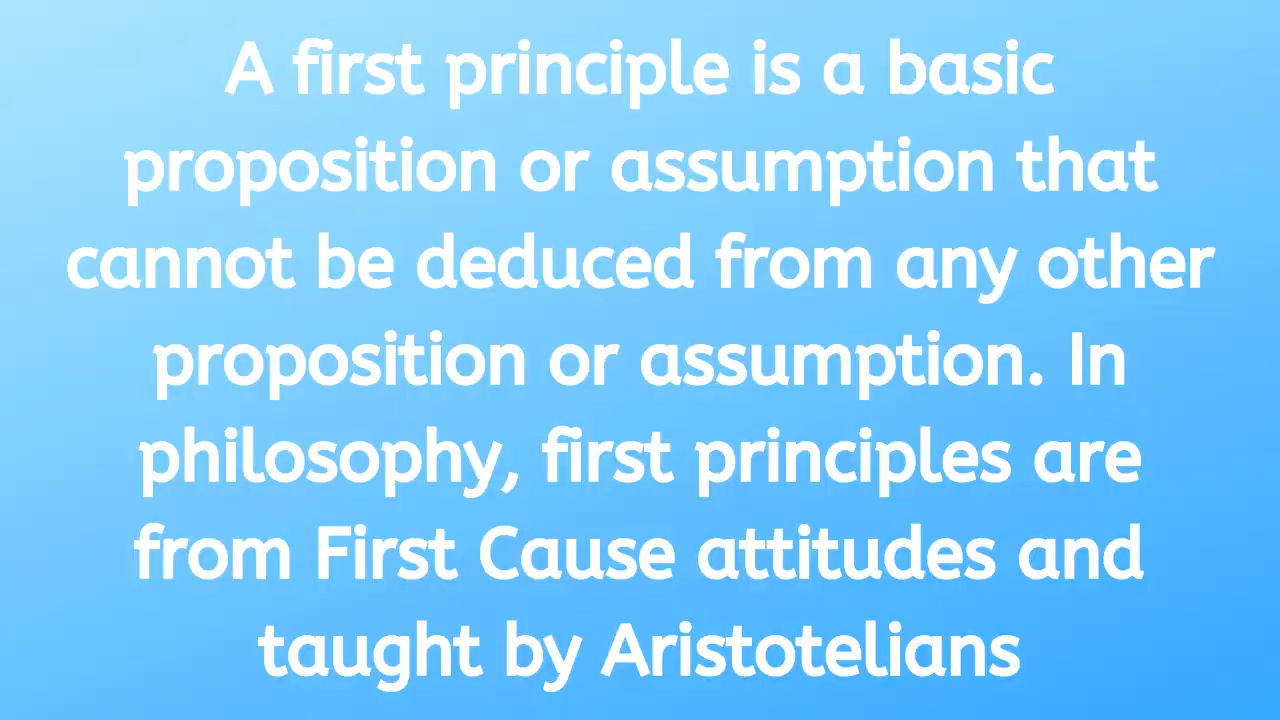 A first principle is a basic
proposition or assumption that
cannot be deduced from any other
proposition or assumption. In
philosophy, first principles are
from First Cause attitudes and
taught by Aristotelians